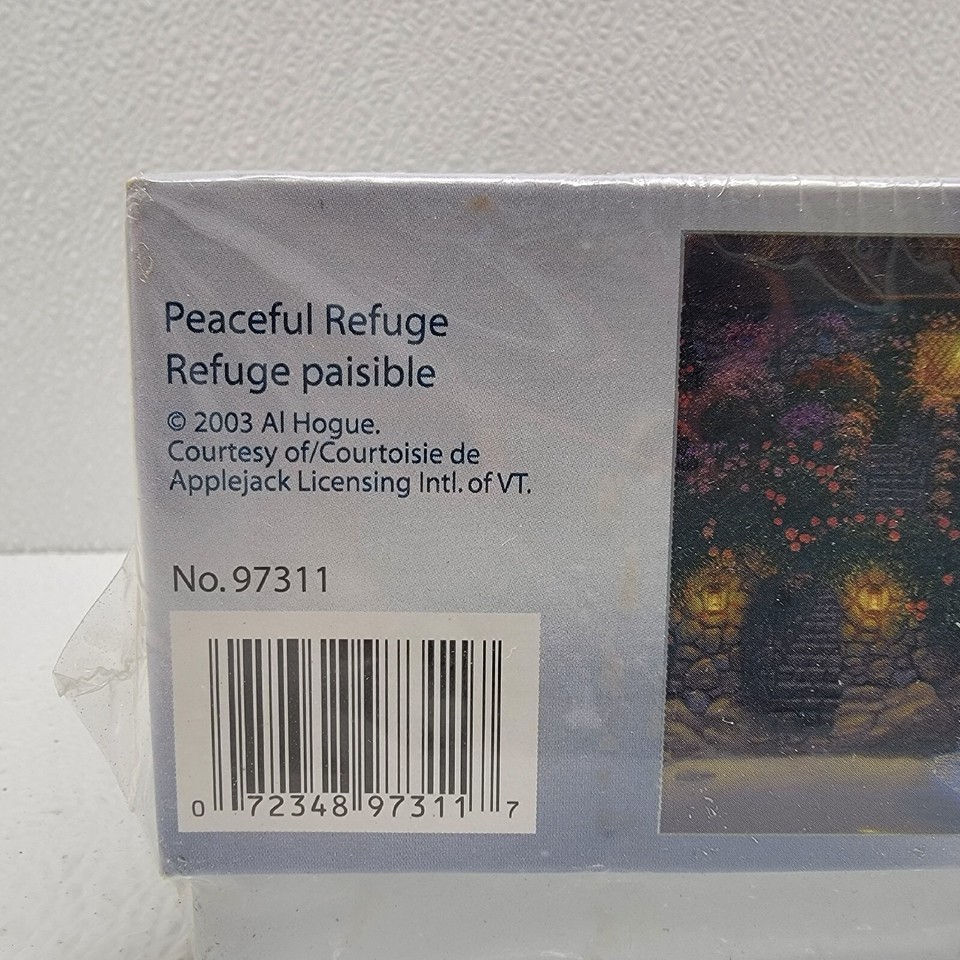 Peaceful Refuge
Refuge paisible
© 2003 Al Hogue.
Courtesy of/Courtoisie de
Applejack Licensing Intl. of VT.
No. 97311
0 72348 97311 7